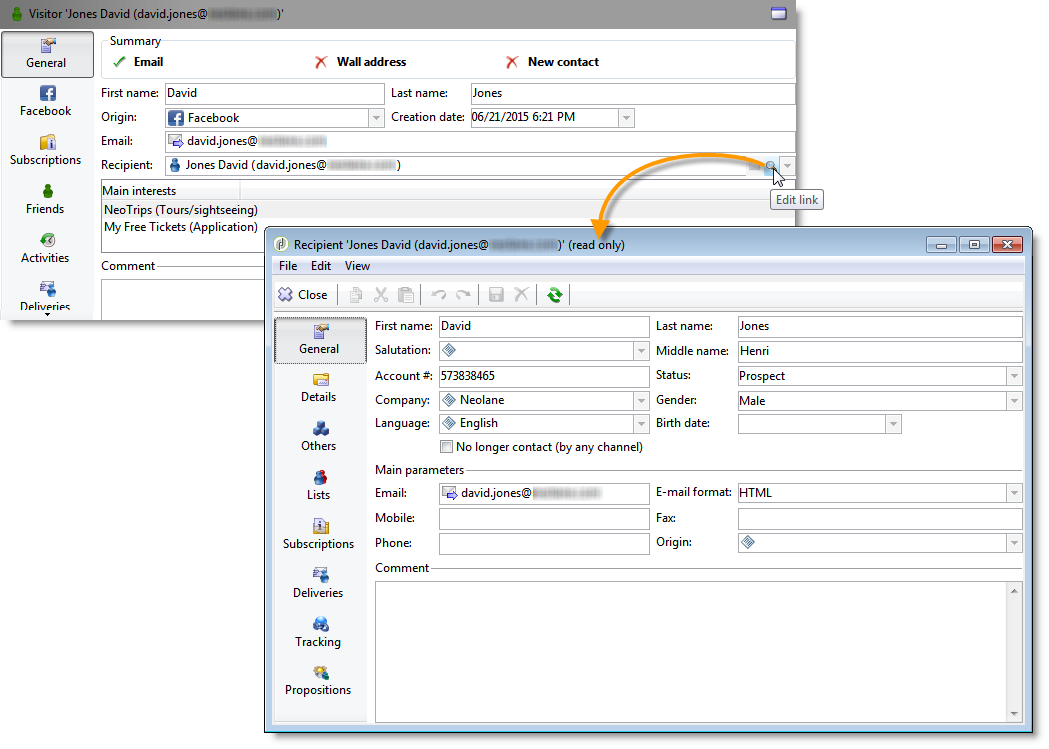 Visitor 'Jones David (david.jones@ )'
General
Facebook
Subscriptions
Friends
Activities
Deliveries
Summary
Email Wall address New contact
First name: David Last name: Jones
Origin: Facebook Creation date: 06/21/2015 6:21 PM
Email: david.jones@
Recipient: Jones David (david.jones@ )
Edit link
Main interests
NeoTrips (Tours/sightseeing)
My Free Tickets (Application)
Comment
Recipient 'Jones David (david.jones@ )' (read only)
File Edit View
Close
General
Details
Others
Lists
Subscriptions
Deliveries
Tracking
Propositions
First name: David Last name: Jones
Salutation: Middle name: Henri
Account #: 573838465 Status: Prospect
Company: Neolane Gender: Male
Language: English Birth date:
No longer contact (by any channel)
Main parameters
Email: david.jones@ E-mail format: HTML
Mobile: Fax:
Phone: Origin:
Comment